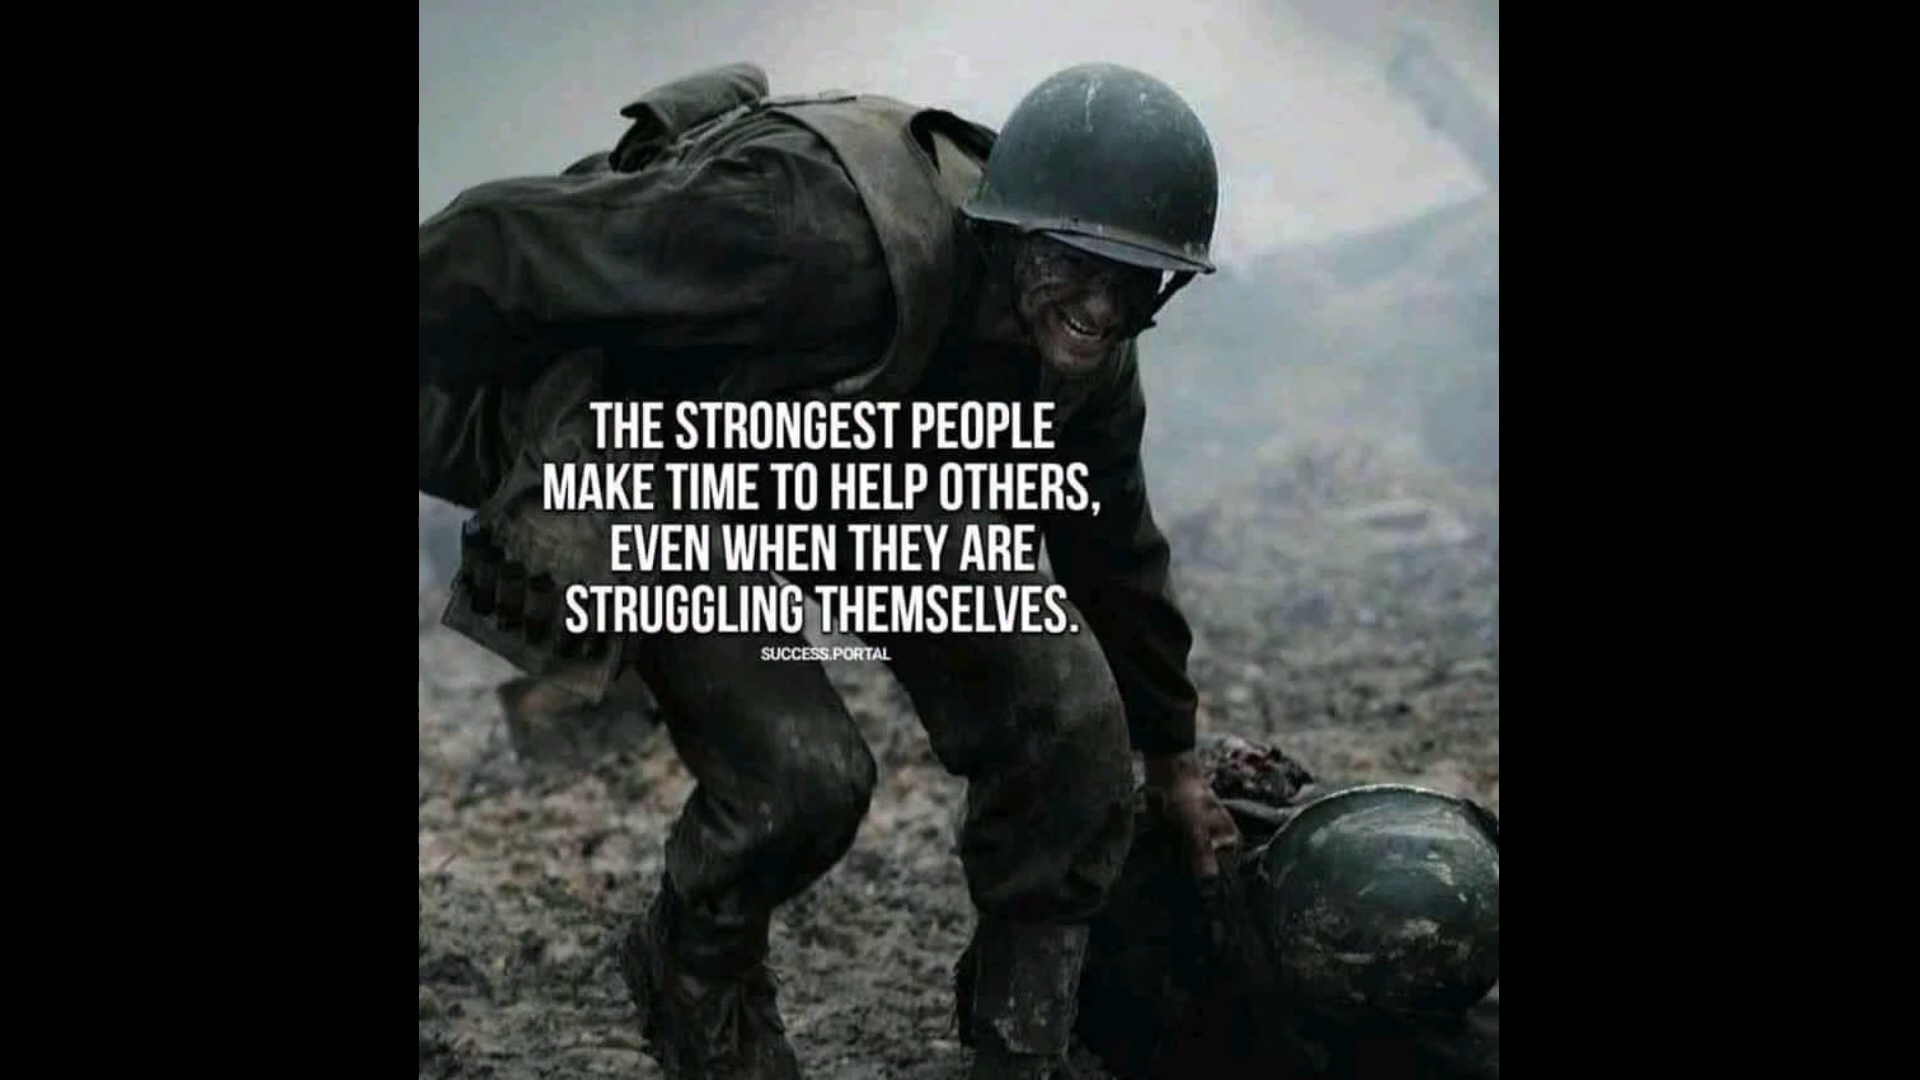 THE STRONGEST PEOPLE
MAKE TIME TO HELP OTHERS,
EVEN WHEN THEY ARE
STRUGGLING THEMSELVES.
SUCCESS.PORTAL